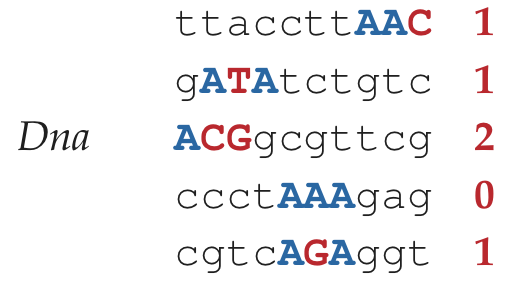 ttaccttAAC 1
gATAtctgtc 1
Dna ACGgcgttcg 2
ccctAAAgag 0
cgtcAGAggt 1